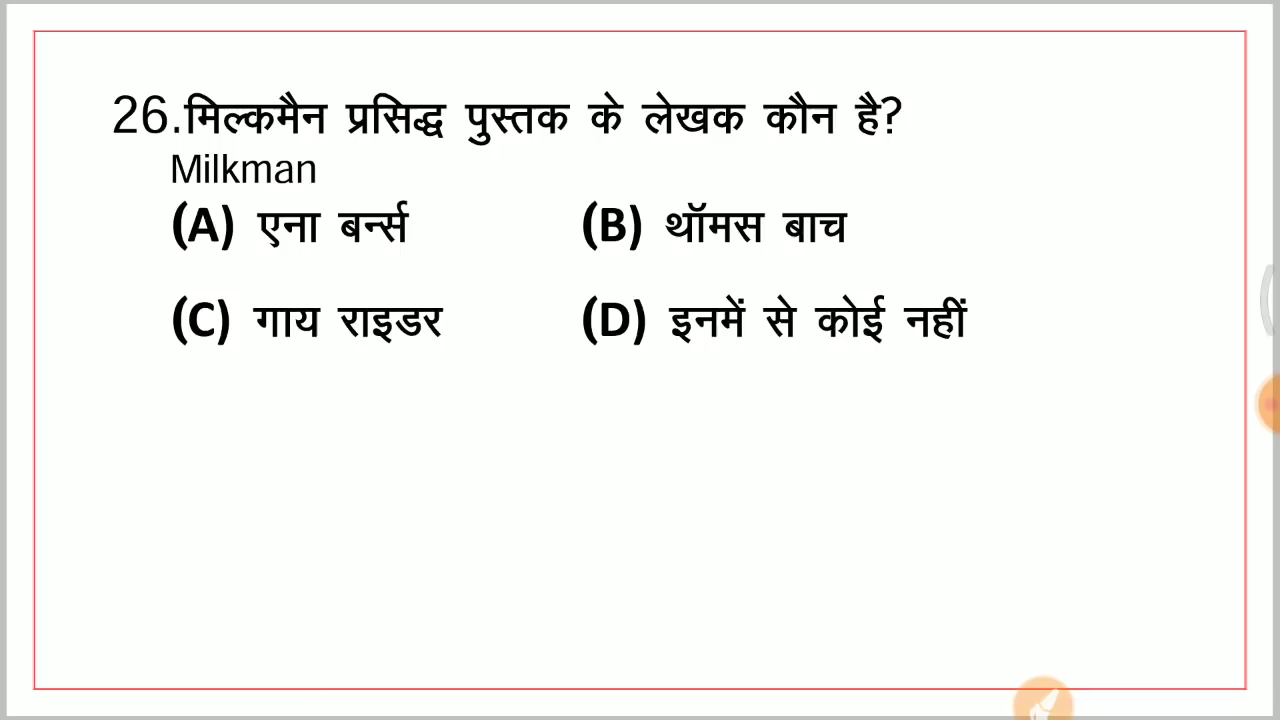 26.मिल्कमैन प्रसिद्ध पुस्तक के लेखक कौन है?
Milkman
(A) एना बर्न्स (B) थॉमस बाच
(C) गाय राइडर (D) इनमें से कोई नहीं